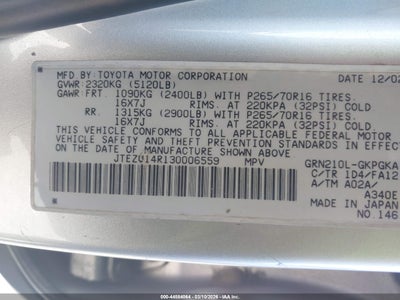 MFD.BY:TOYOTA MOTOR CORPORATION 12/02
GVWR:2320KG (5120LB)
GAWR:FRT. 1090KG (2400LB) WITH P265/70R16 TIRES.
16X7J RIMS. AT 220KPA (32PSI) COLD
RR. 1315KG (2900LB) WITH P265/70R16 TIRES.
16X7J RIMS. AT 220KPA (32PSI) COLD
THIS VEHICLE CONFORMS TO ALL APPLICABLE FEDERAL MOTOR
VEHICLE SAFETY AND THEFT PREVENTION STANDARDS IN EFFECT
ON THE DATE OF MANUFACTURE SHOWN ABOVE.
JTEZU14R130006559 MPV GRN210L-GKPGKA
C/TR 1D4/FA12
A/TM A02A/
A340E
MADE IN JAPAN
NO.146
000-44584064 - 03/10/2026 - IAA, INC.